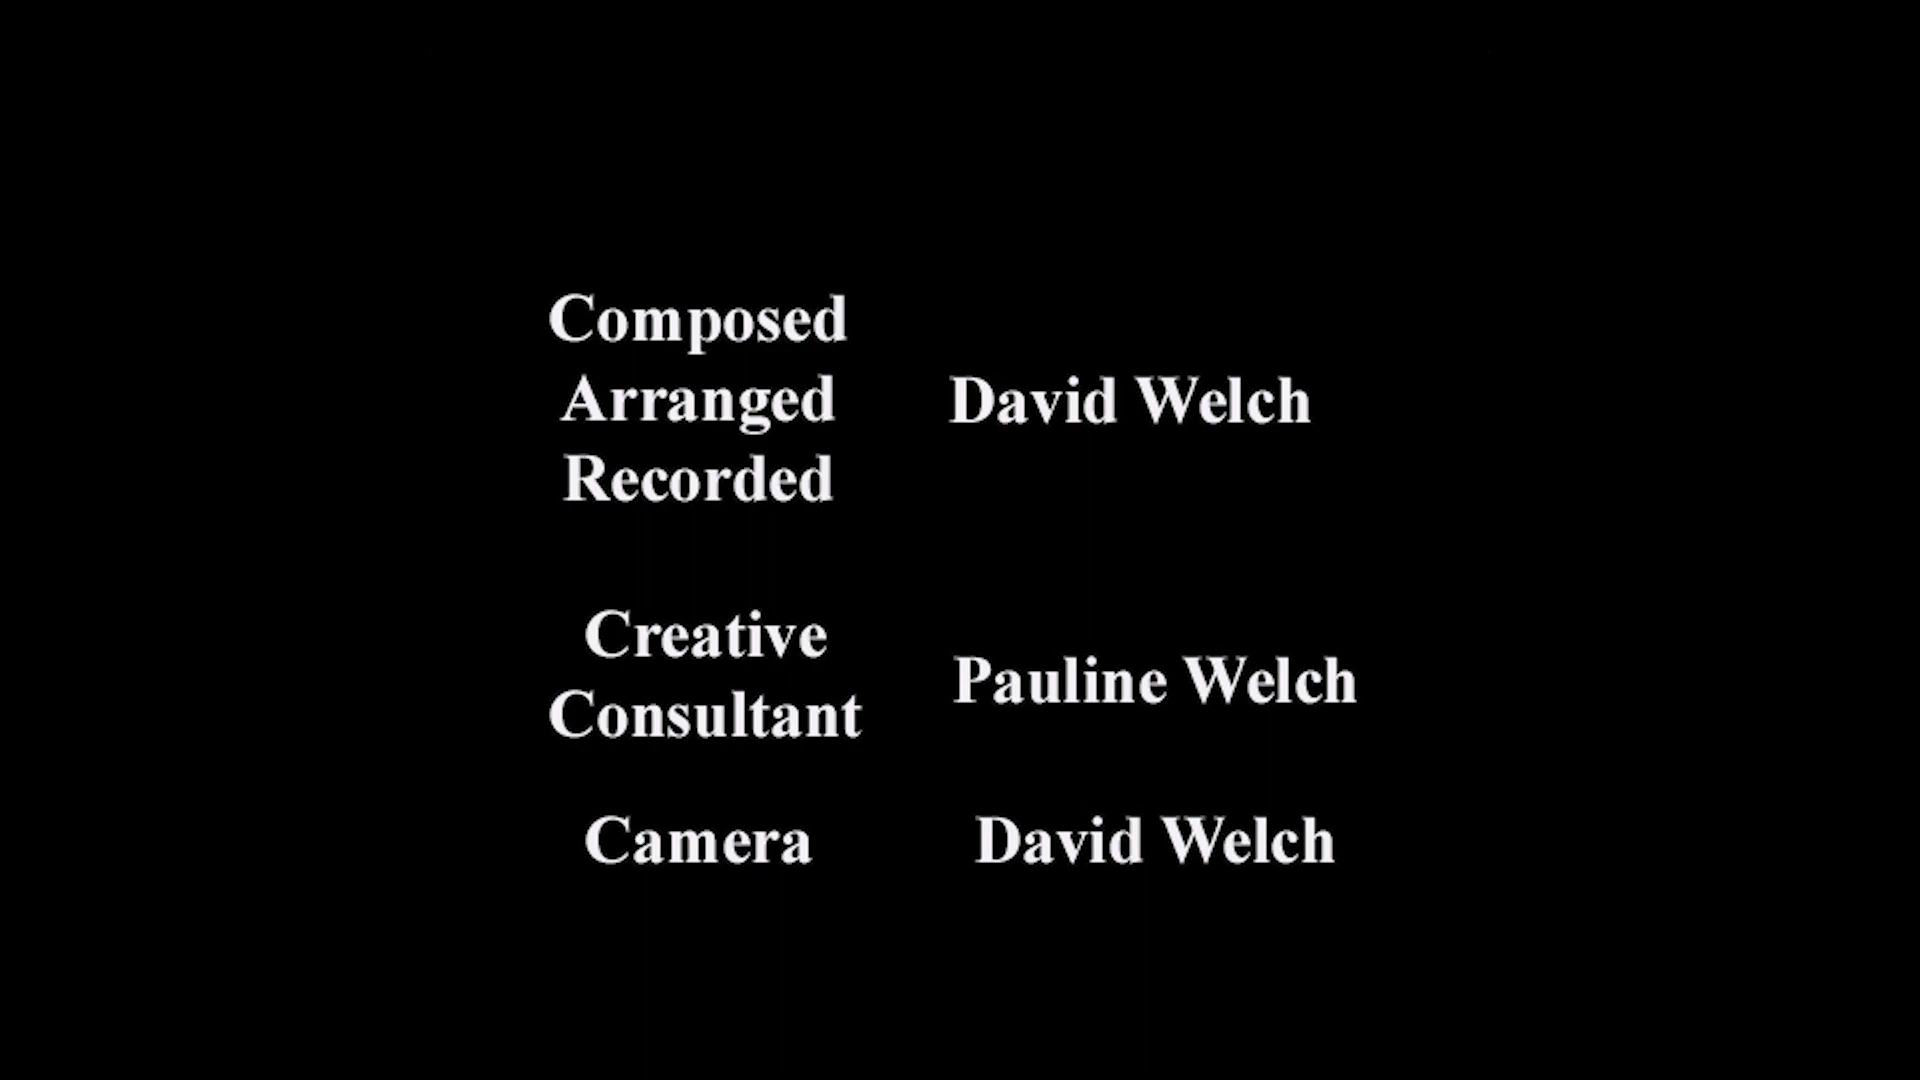 Composed
Arranged David Welch
Recorded
Creative
Consultant
Pauline Welch
Camera David Welch